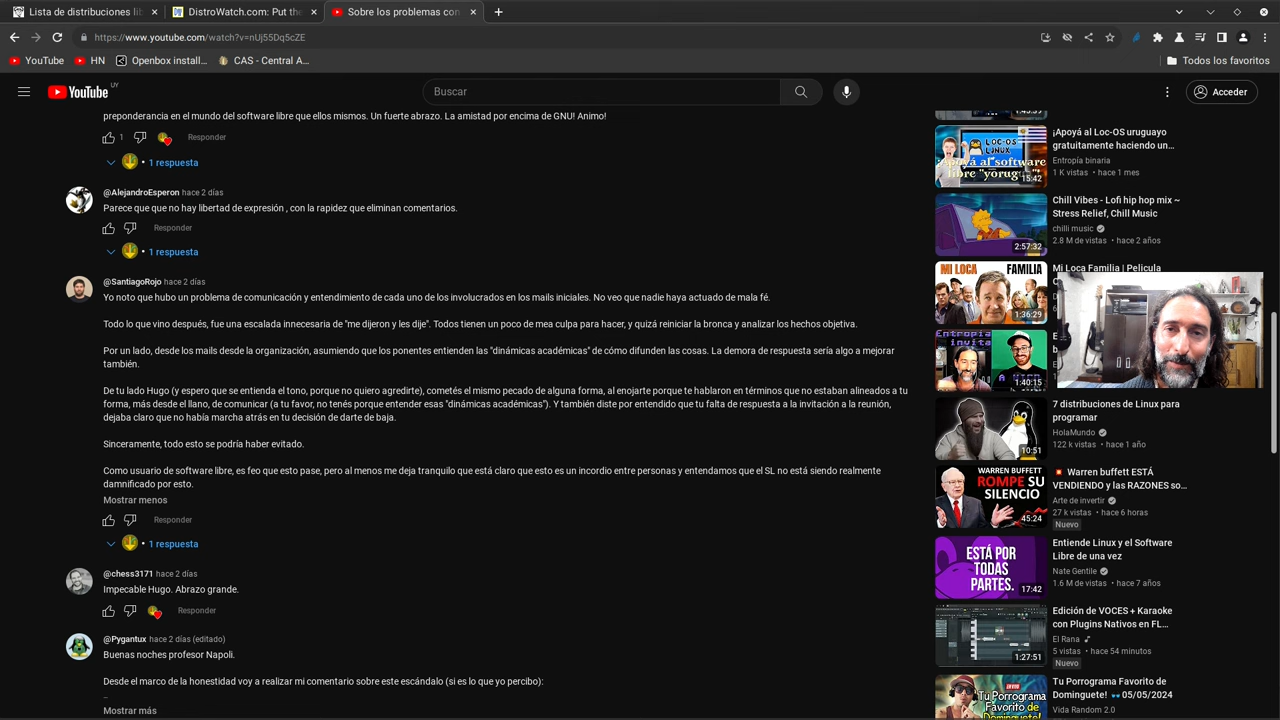 Lista de distribuciones lib
DistroWatch.com: Put the
Sobre los problemas con
https://www.youtube.com/watch?v=nUj55Dq5cZE
YouTube
HN
Openbox install...
CAS - Central A...
Todos los favoritos
YouTube
UY
Buscar
Acceder
preponderancia en el mundo del software libre que ellos mismos. Un fuerte abrazo. La amistad por encima de GNU! Animo!
1
Responder
• 1 respuesta
@AlejandroEsperon hace 2 días
Parece que que no hay libertad de expresión , con la rapidez que eliminan comentarios.
Responder
• 1 respuesta
@SantiagoRojo hace 2 días
Yo noto que hubo un problema de comunicación y entendimiento de cada uno de los involucrados en los mails iniciales. No veo que nadie haya actuado de mala fé.
Todo lo que vino después, fue una escalada innecesaria de "me dijeron y les dije". Todos tienen un poco de mea culpa para hacer, y quizá reiniciar la bronca y analizar los hechos objetiva.
Por un lado, desde los mails desde la organización, asumiendo que los ponentes entienden las "dinámicas académicas" de cómo difunden las cosas. La demora de respuesta sería algo a mejorar
también.
De tu lado Hugo (y espero que se entienda el tono, porque no quiero agredirte), cometés el mismo pecado de alguna forma, al enojarte porque te hablaron en términos que no estaban alineados a tu
forma, más desde el llano, de comunicar (a tu favor, no tenés porque entender esas "dinámicas académicas"). Y también diste por entendido que tu falta de respuesta a la invitación a la reunión,
dejaba claro que no había marcha atrás en tu decisión de darte de baja.
Sinceramente, todo esto se podría haber evitado.
Como usuario de software libre, es feo que esto pase, pero al menos me deja tranquilo que está claro que esto es un incordio entre personas y entendamos que el SL no está siendo realmente
damnificado por esto.
Mostrar menos
Responder
• 1 respuesta
@chess3171 hace 2 días
Impecable Hugo. Abrazo grande.
Responder
@Pygantux hace 2 días (editado)
Buenas noches profesor Napoli.
Desde el marco de la honestidad voy a realizar mi comentario sobre este escándalo (si es lo que yo percibo):
Mostrar más
LOC-OS
LINUX
¡Apoyá al software
libre "yorugua"!
15:42
¡Apoyá al Loc-OS uruguayo
gratuitamente haciendo un...
Entropía binaria
1 K vistas • hace 1 mes
2:57:32
Chill Vibes - Lofi hip hop mix ~
Stress Relief, Chill Music
chilli music
2.8 M de vistas • hace 2 años
MI LOCA FAMILIA
1:36:29
Mi Loca Familia | Pelicula
Entropía
invita
1:40:15
10:51
7 distribuciones de Linux para
programar
HolaMundo
122 k vistas • hace 1 año
WARREN BUFFETT
ROMPE SU
SILENCIO
45:24
Warren buffett ESTÁ
VENDIENDO y las RAZONES so...
Arte de invertir
27 k vistas • hace 6 horas
Nuevo
ESTÁ POR
TODAS
PARTES.
17:42
Entiende Linux y el Software
Libre de una vez
Nate Gentile
1.6 M de vistas • hace 7 años
1:27:51
Edición de VOCES + Karaoke
con Plugins Nativos en FL...
El Rana
5 vistas • hace 54 minutos
Nuevo
Tu Porrograma
Favorito de
Dominguete!
Tu Porrograma Favorito de
Dominguete! 05/05/2024
Vida Random 2.0